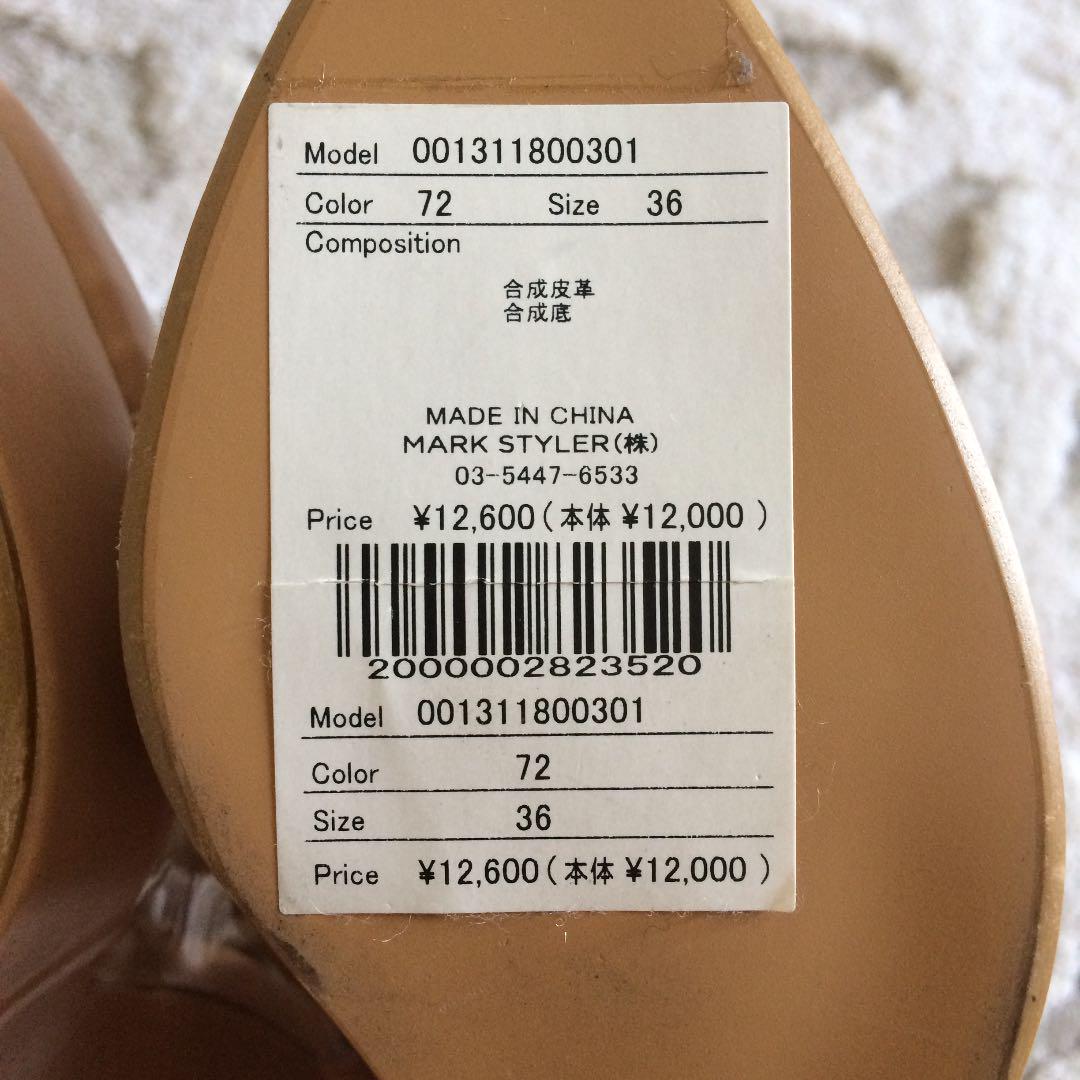 Model 001311800301
Color 72 Size 36
Composition
合成皮革
合成底
MADE IN CHINA
MARK STYLER(株)
03-5447-6533
Price ¥12,600(本体 ¥12,000 )
2000002823520
Model 001311800301
Color 72
Size 36
Price ¥12,600(本体 ¥12,000 )